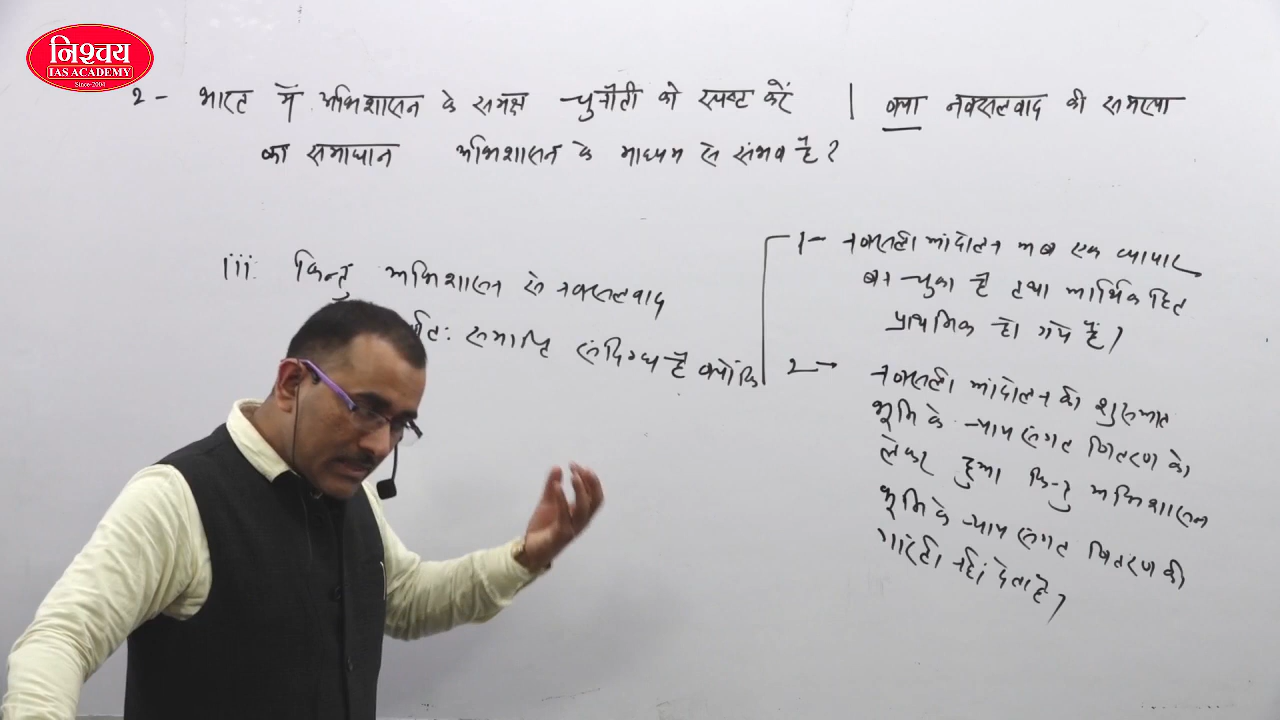 निश्चय
IAS ACADEMY
Since-2004
2- भारत में अभिशासन के समक्ष चुनौती को स्पष्ट करें | क्या नक्सलवाद की समस्या
का समाधान अभिशासन के माध्यम से संभव है?
iii. किन्तु अभिशासन से नक्सलवाद
समाप्ति संदिग्ध है क्योंकि
1- नक्सली आंदोलन अब एक व्यापार
बन चुका है तथा आर्थिक हित
प्राथमिक हो गये हैं।
2- नक्सली आंदोलन की शुरुआत
भूमि के न्याय संगत वितरण को
लेकर हुआ किन्तु अभिशासन
भूमि के न्याय संगत वितरण की
गारंटी नहीं देता है।